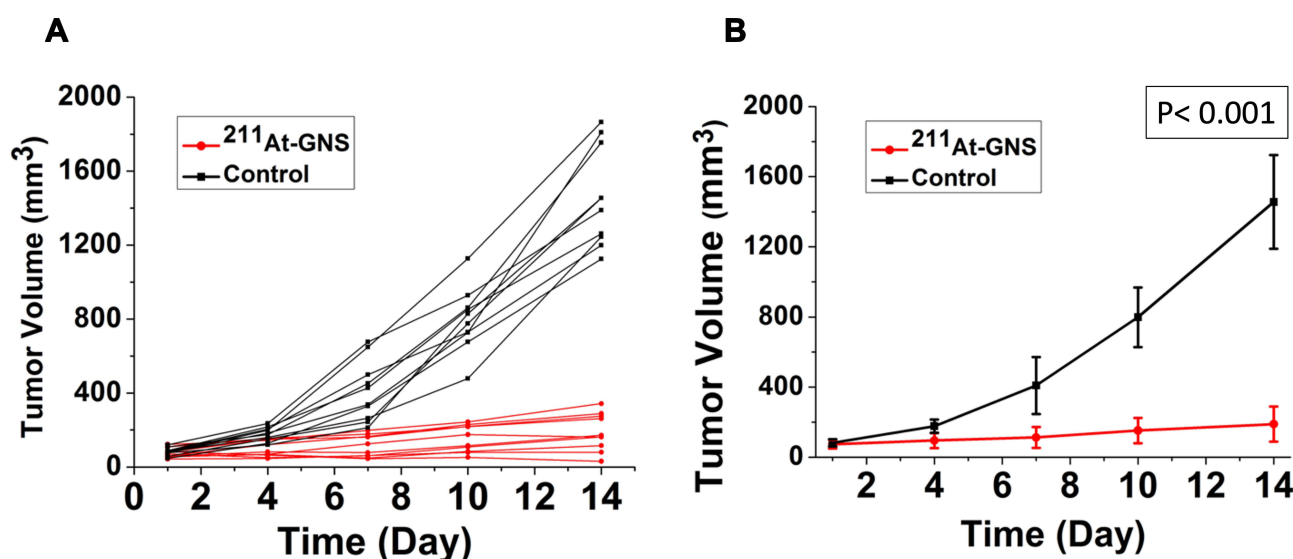 A
Tumor Volume (mm³)
2000
1600
1200
800
400
0
²¹¹At-GNS
Control
0 2 4 6 8 10 12 14
Time (Day)
B
P< 0.001
Tumor Volume (mm³)
2000
1600
1200
800
400
0
²¹¹At-GNS
Control
2 4 6 8 10 12 14
Time (Day)